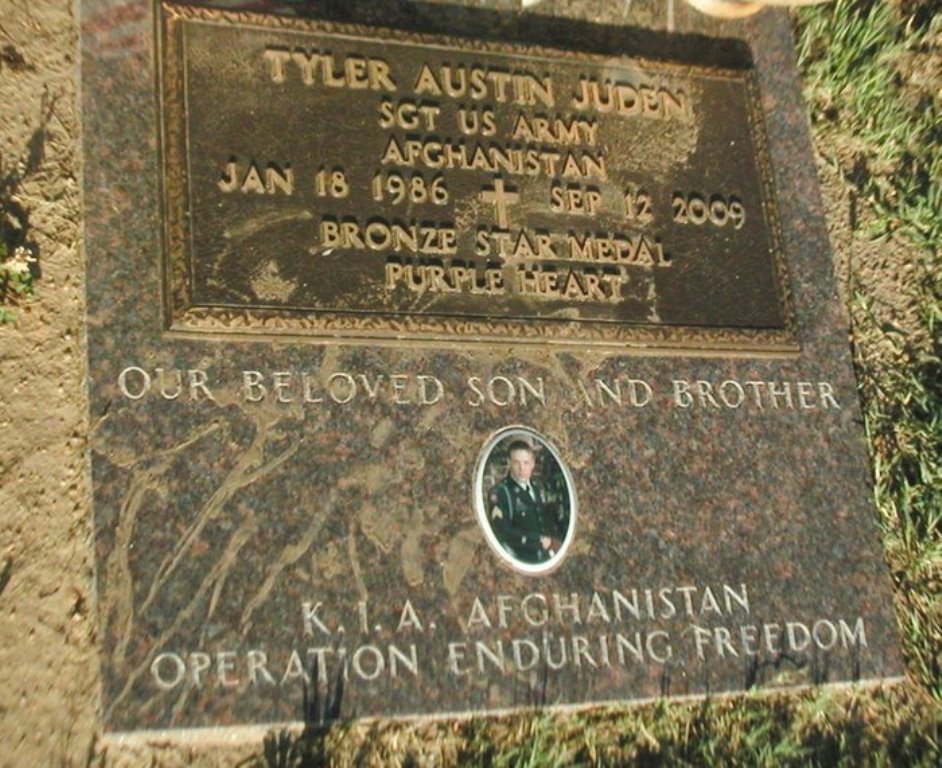 TYLER AUSTIN JUDEN
SGT US ARMY
AFGHANISTAN
JAN 18 1986 SEP 12 2009
BRONZE STAR MEDAL
PURPLE HEART
OUR BELOVED SON AND BROTHER
K. I. A. AFGHANISTAN
OPERATION ENDURING FREEDOM